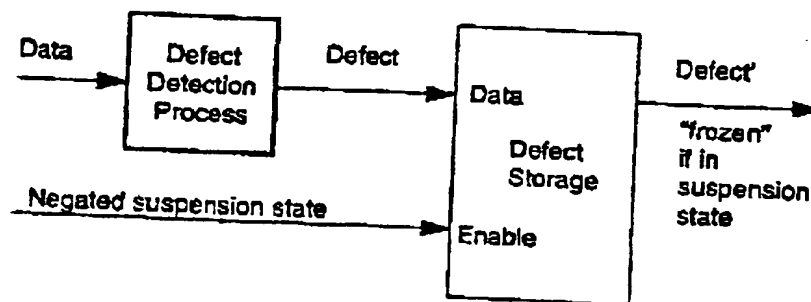 Data
Defect
Detection
Process
Defect
Data
Defect
Storage
Enable
Negated suspension state
Defect'
"frozen"
if in
suspension
state